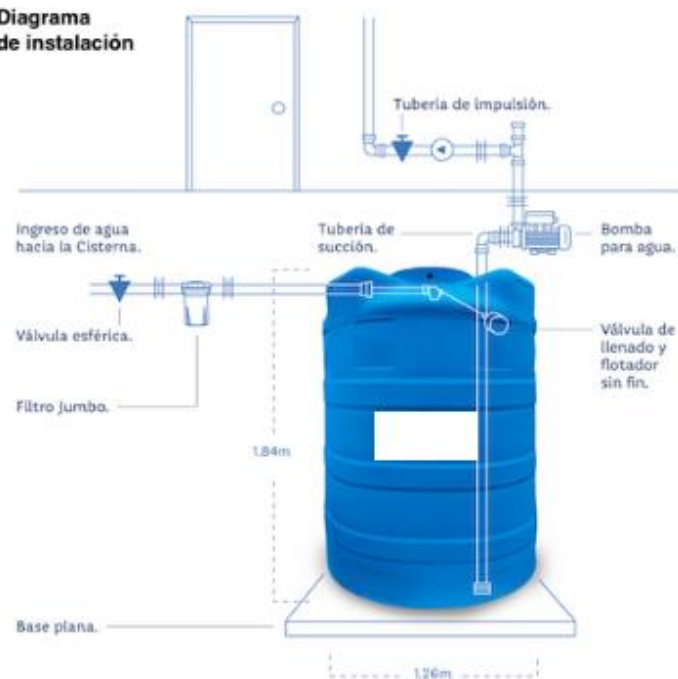 Diagrama
de instalación
Tubería de impulsión.
Ingreso de agua
hacia la Cisterna.
Tubería de
succión.
Bomba
para agua.
Válvula esférica.
Válvula de
llenado y
flotador
sin fin.
Filtro Jumbo.
1.84m
Base plana.
1.26m